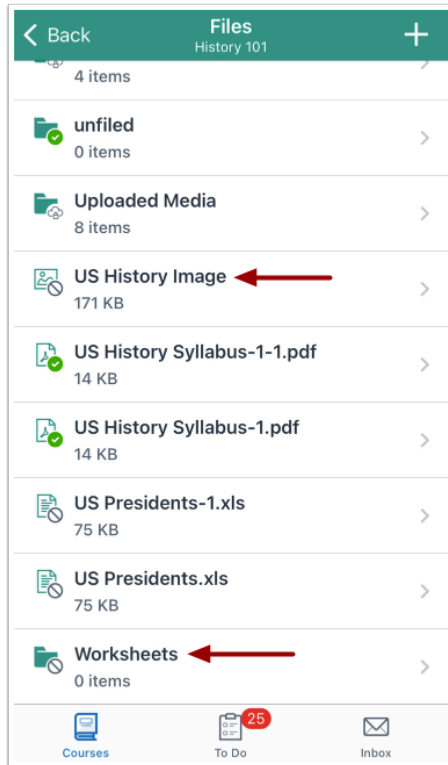 Back
Files
History 101
4 items
unfiled
0 items
Uploaded Media
8 items
US History Image
171 KB
US History Syllabus-1-1.pdf
14 KB
US History Syllabus-1.pdf
14 KB
US Presidents-1.xls
75 KB
US Presidents.xls
75 KB
Worksheets
0 items
25
Courses
To Do
Inbox